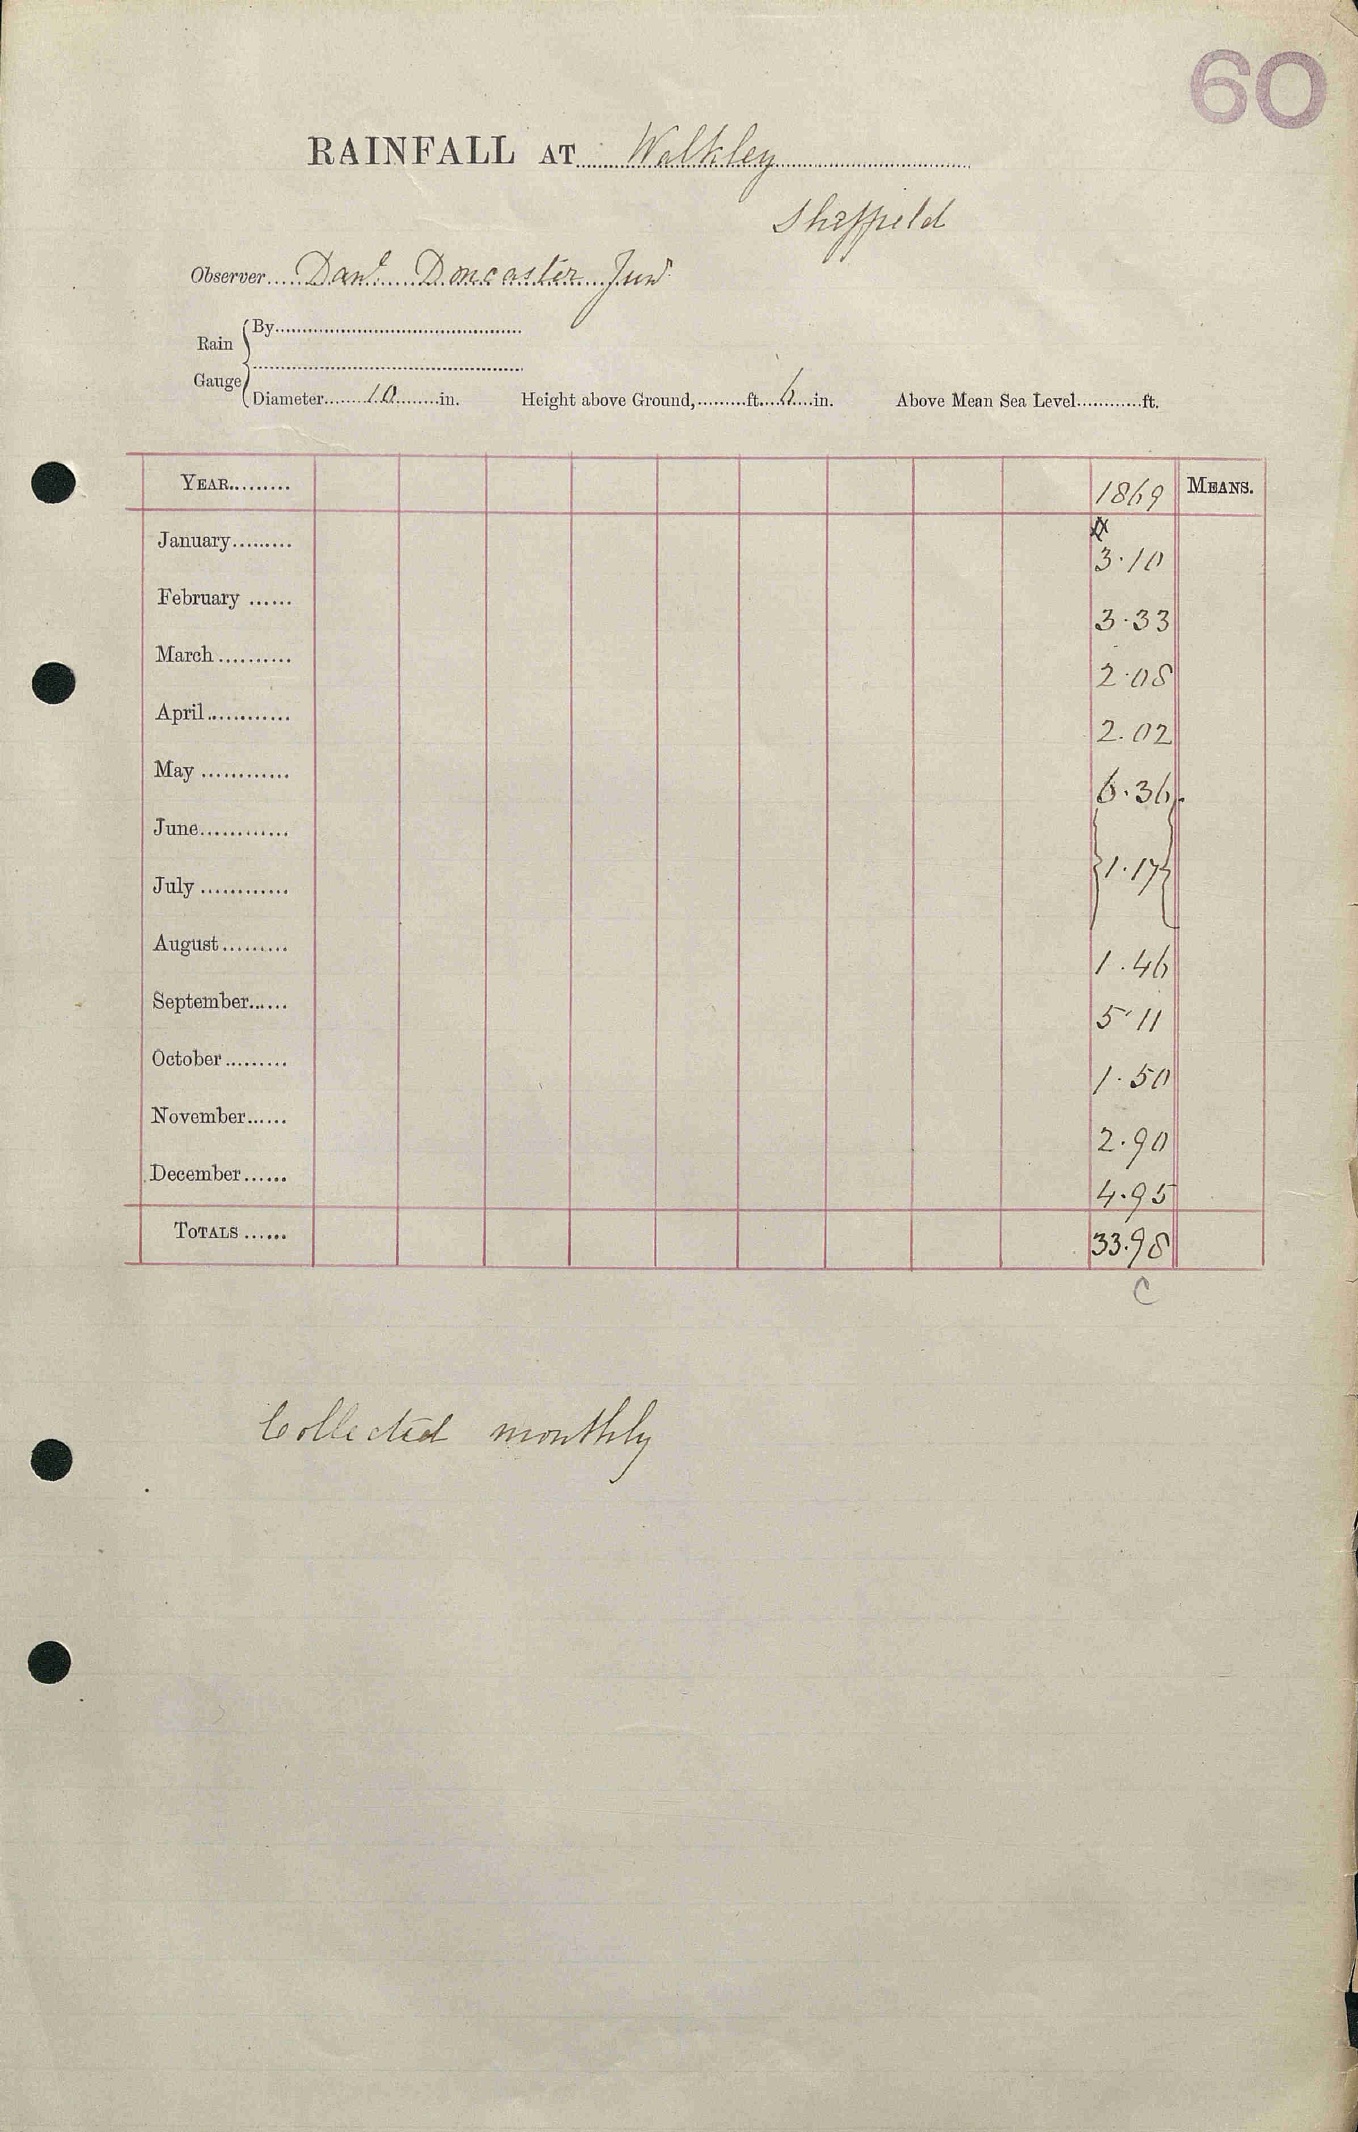 60
RAINFALL AT Walkley
Sheffield
Observer Danl Doncaster Junr
Rain Gauge
By
Diameter 10 in. Height above Ground, ft. 6 in. Above Mean Sea Level ft.
YEAR 1869 MEANS.
January 3.10
February 3.33
March 2.08
April 2.02
May 6.36
June
July 1.17
August 1.46
September 5.11
October 1.50
November 2.90
December 4.95
TOTALS 33.98
C
Collected monthly